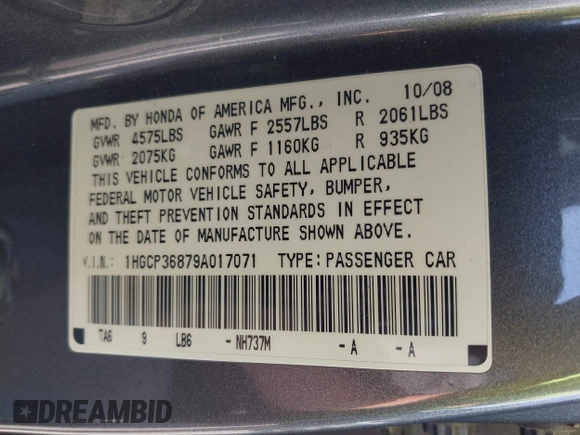 MFD. BY HONDA OF AMERICA MFG., INC. 10/08
GVWR 4575LBS GAWR F 2557LBS R 2061LBS
GVWR 2075KG GAWR F 1160KG R 935KG
THIS VEHICLE CONFORMS TO ALL APPLICABLE
FEDERAL MOTOR VEHICLE SAFETY, BUMPER,
AND THEFT PREVENTION STANDARDS IN EFFECT
ON THE DATE OF MANUFACTURE SHOWN ABOVE.
V.I.N.: 1HGCP36879A017071 TYPE: PASSENGER CAR
TA6 9 LB6 - NH737M -A -A
DREAMBID